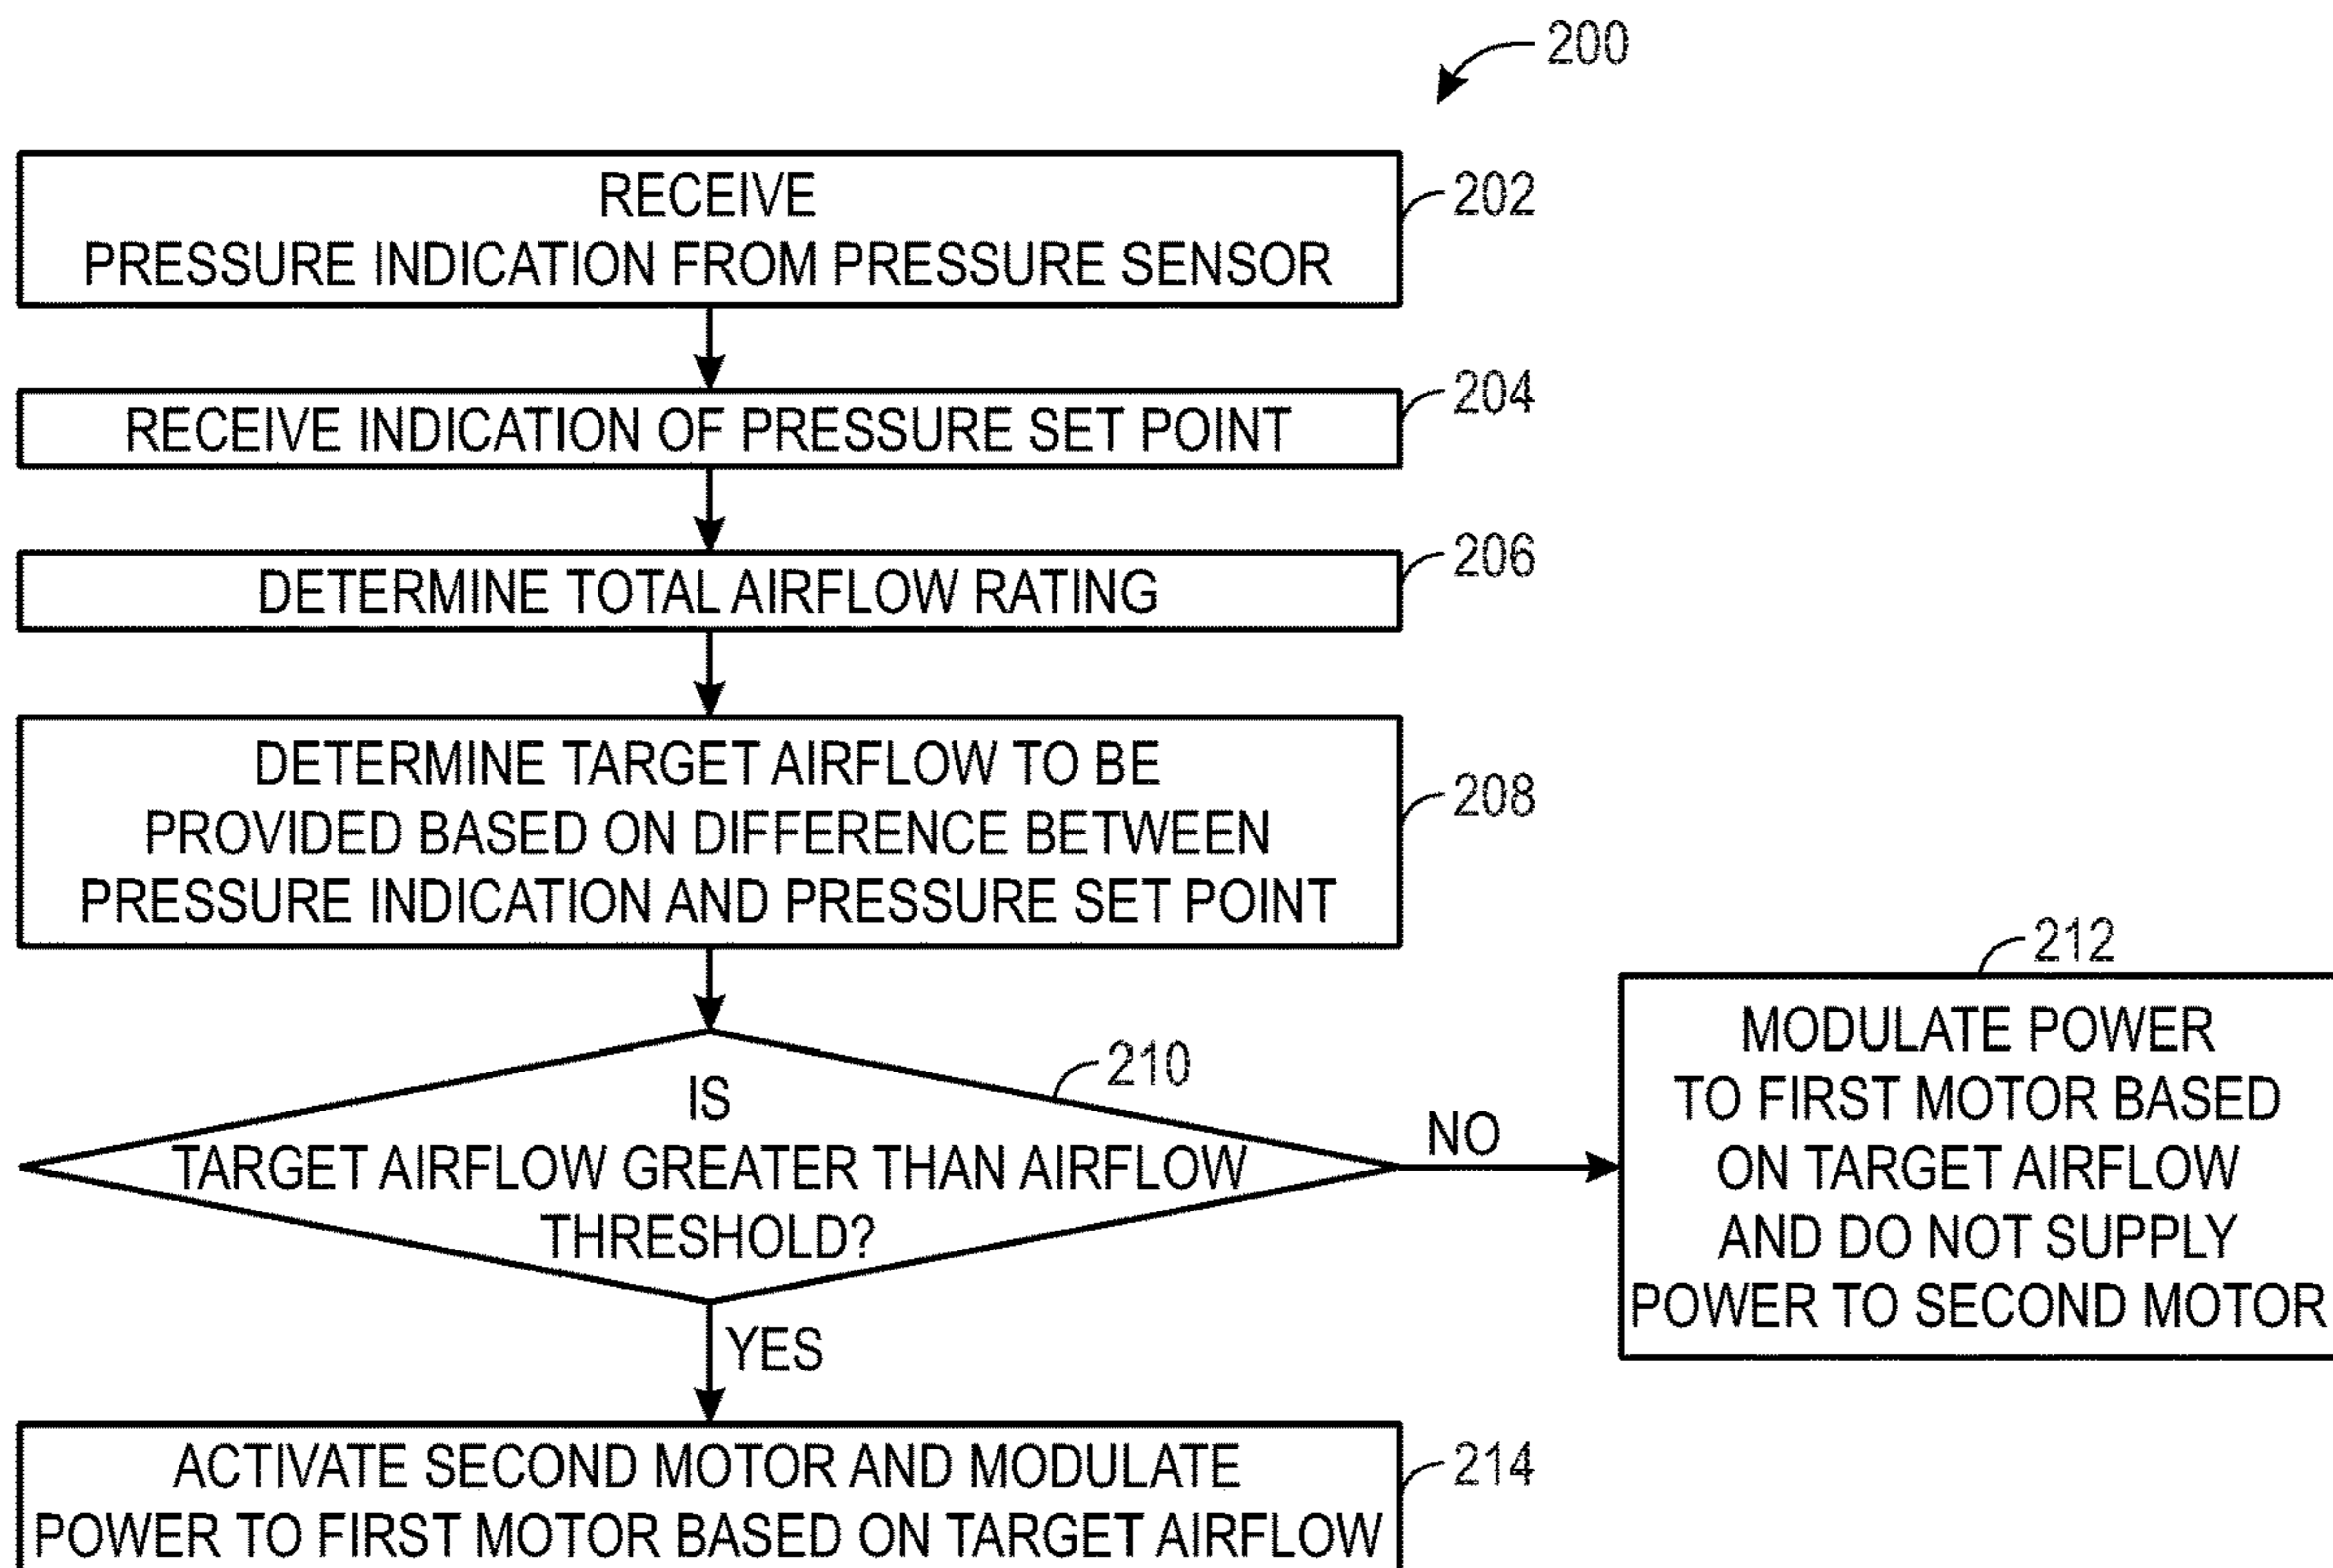 200
RECEIVE
PRESSURE INDICATION FROM PRESSURE SENSOR
202
RECEIVE INDICATION OF PRESSURE SET POINT
204
DETERMINE TOTAL AIRFLOW RATING
206
DETERMINE TARGET AIRFLOW TO BE
PROVIDED BASED ON DIFFERENCE BETWEEN
PRESSURE INDICATION AND PRESSURE SET POINT
208
IS
TARGET AIRFLOW GREATER THAN AIRFLOW
THRESHOLD?
210
NO
212
MODULATE POWER
TO FIRST MOTOR BASED
ON TARGET AIRFLOW
AND DO NOT SUPPLY
POWER TO SECOND MOTOR
YES
ACTIVATE SECOND MOTOR AND MODULATE
POWER TO FIRST MOTOR BASED ON TARGET AIRFLOW
214